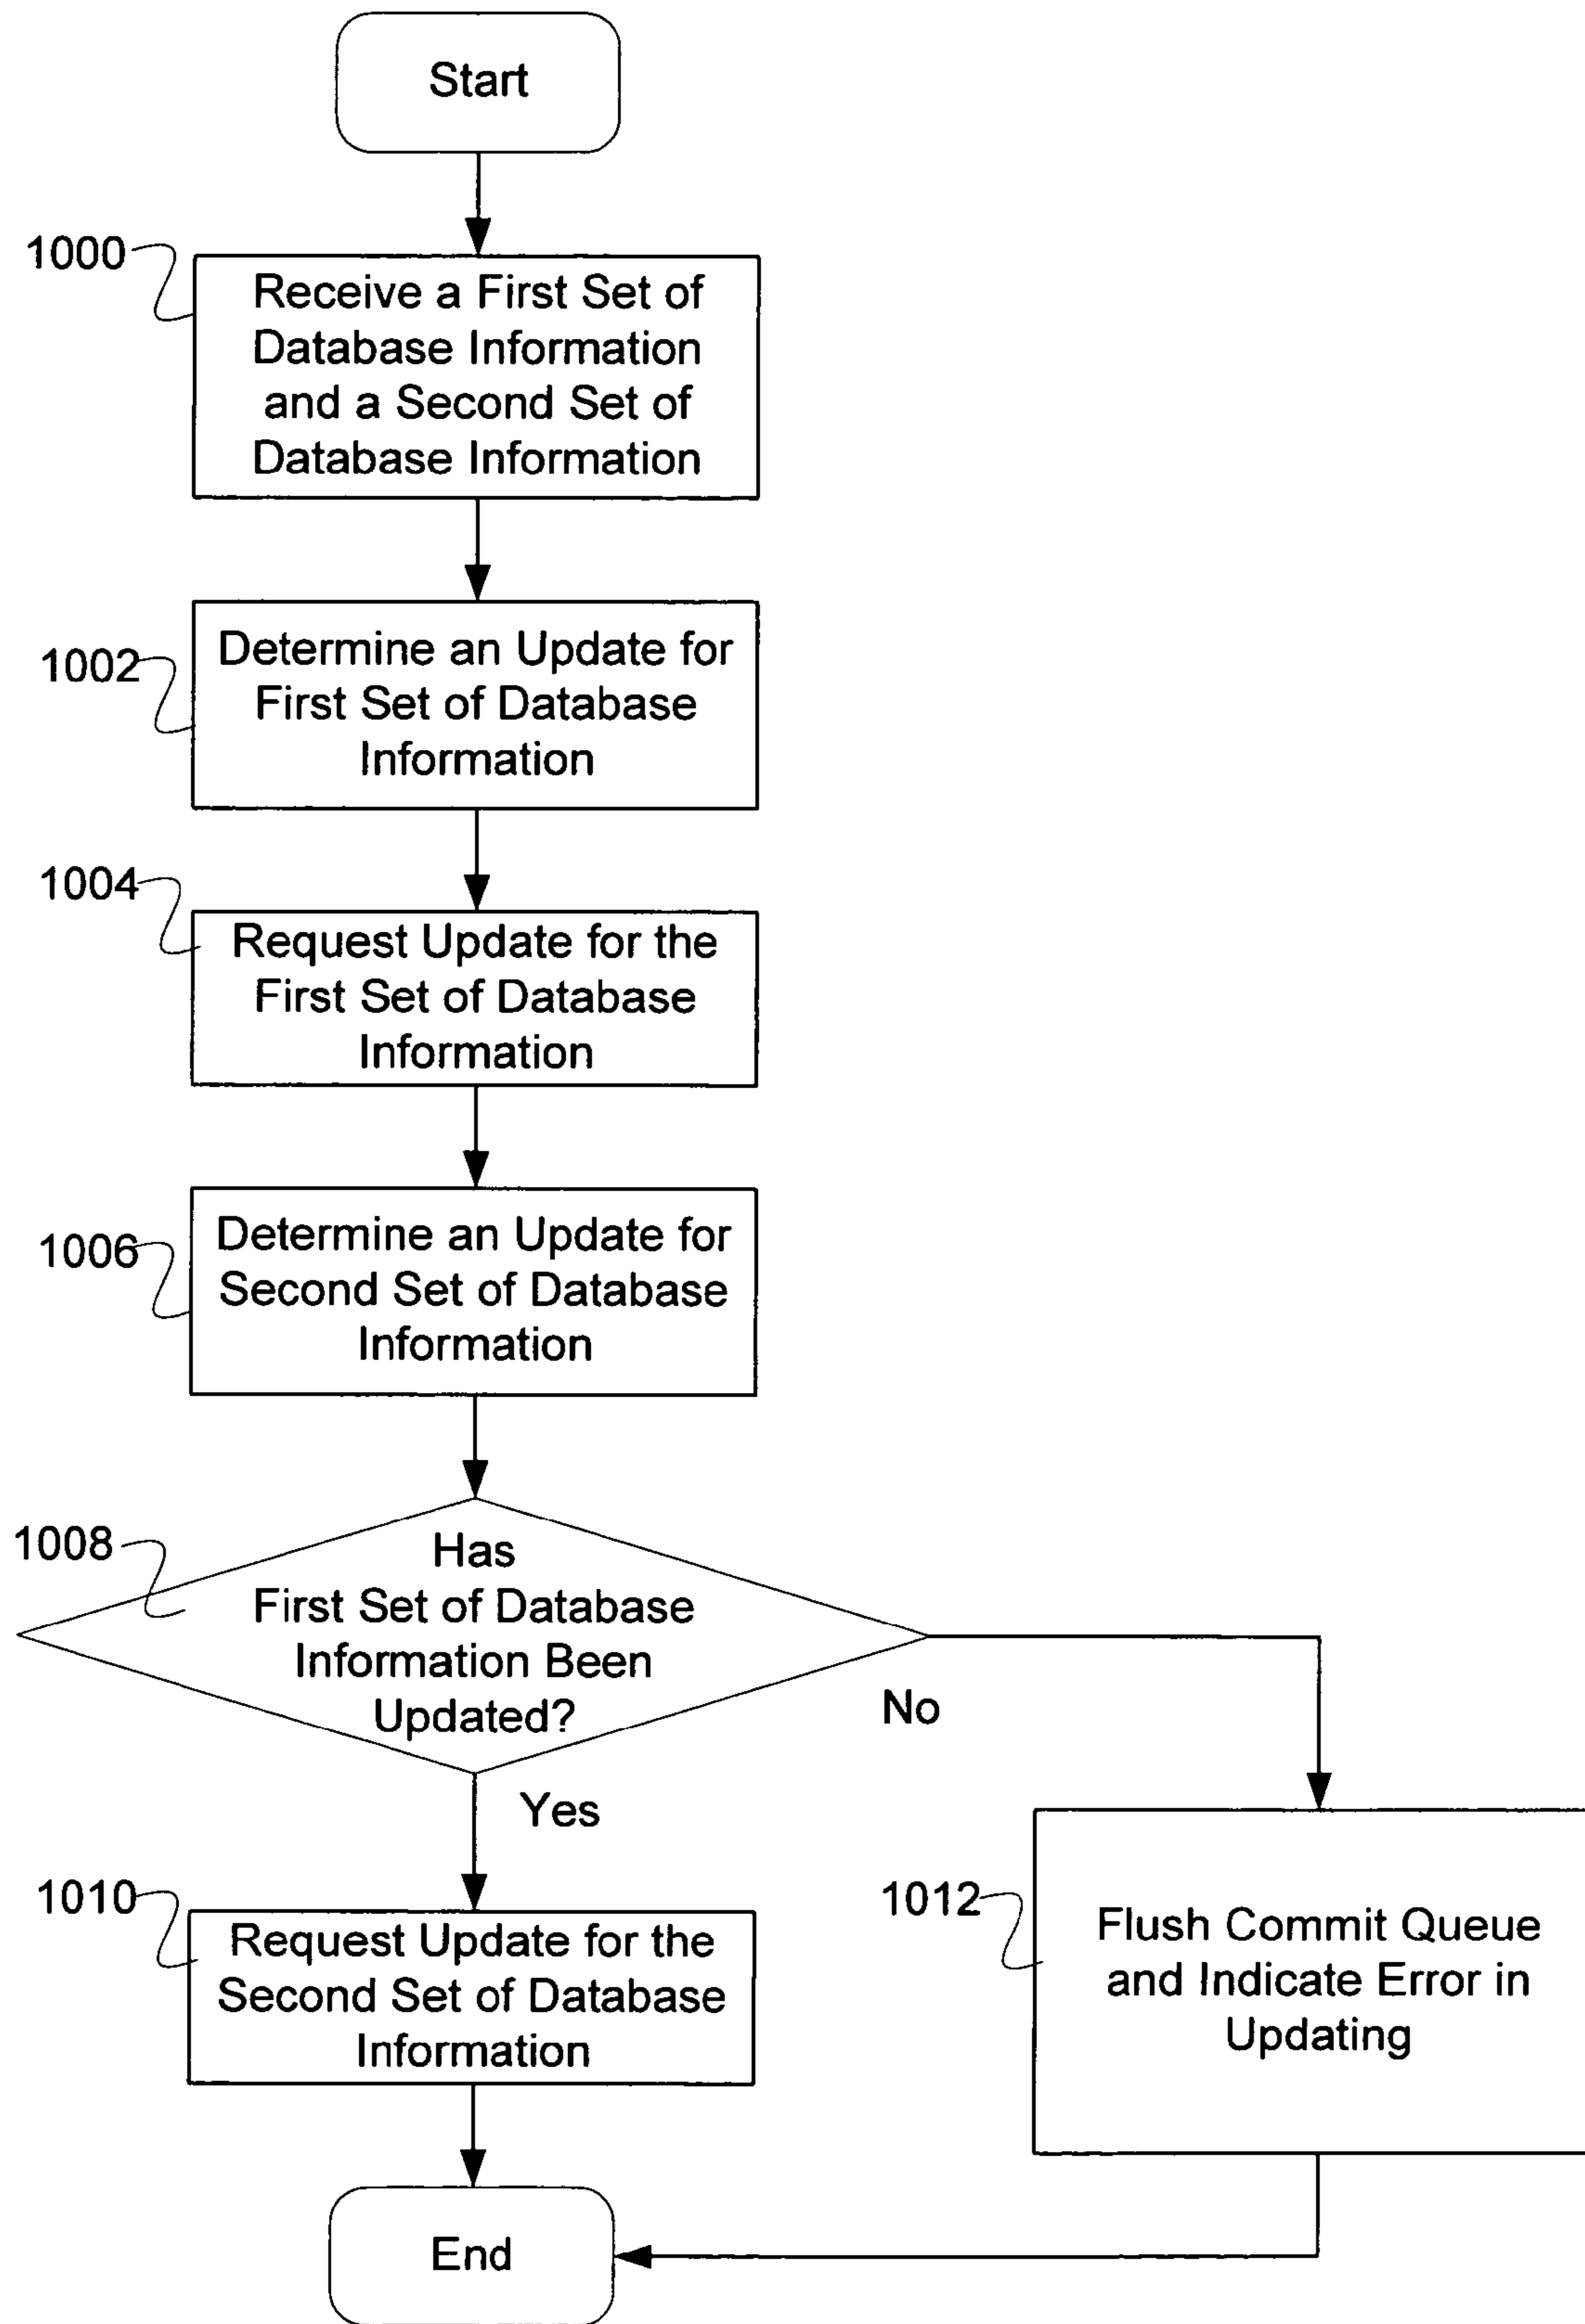 Start
1000
Receive a First Set of
Database Information
and a Second Set of
Database Information
1002
Determine an Update for
First Set of Database
Information
1004
Request Update for the
First Set of Database
Information
1006
Determine an Update for
Second Set of Database
Information
1008
Has
First Set of Database
Information Been
Updated?
No
Yes
1010
Request Update for the
Second Set of Database
Information
1012
Flush Commit Queue
and Indicate Error in
Updating
End